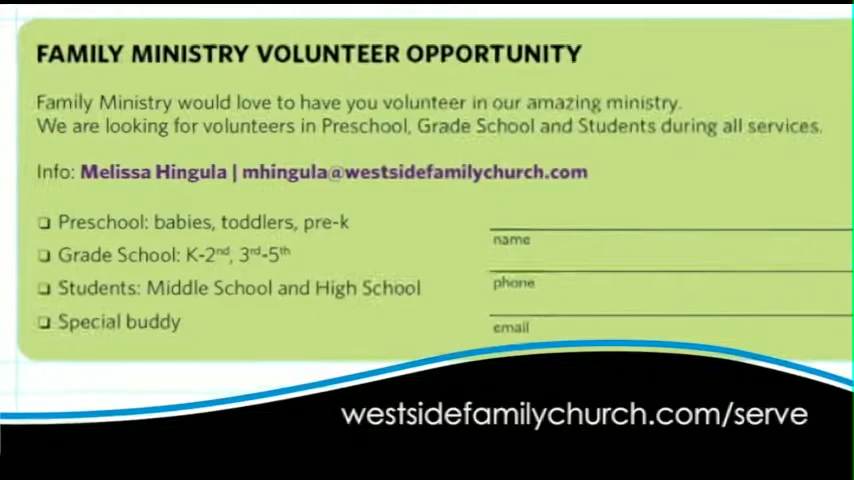 FAMILY MINISTRY VOLUNTEER OPPORTUNITY
Family Ministry would love to have you volunteer in our amazing ministry.
We are looking for volunteers in Preschool, Grade School and Students during all services.
Info: Melissa Hingula | mhingula@westsidefamilychurch.com
❏ Preschool: babies, toddlers, pre-k
❏ Grade School: K-2nd, 3rd-5th
❏ Students: Middle School and High School
❏ Special buddy
name
phone
email
westsidefamilychurch.com/serve